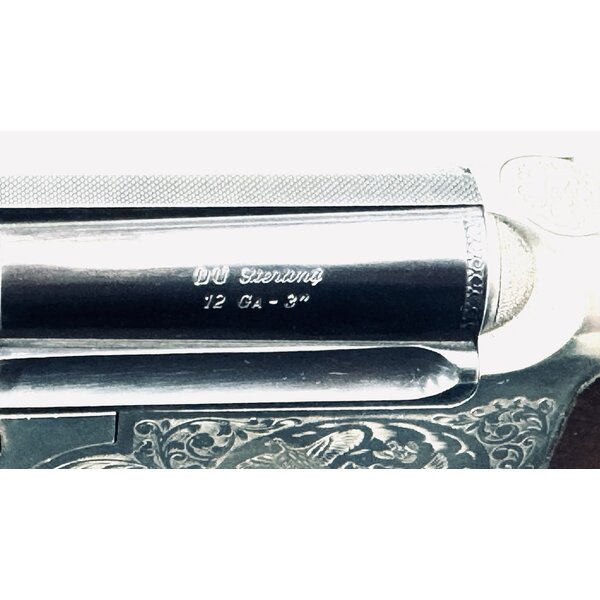 DU Sterling
12 GA - 3"